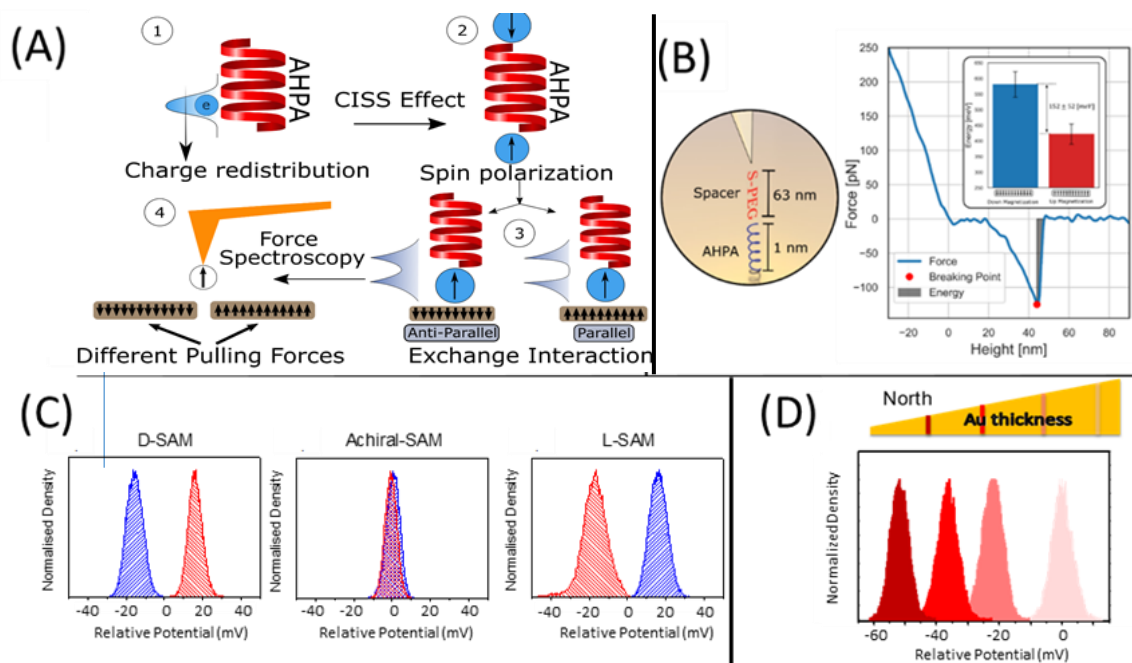 (A)
1
AHPA
e
Charge redistribution
CISS Effect
2
AHPA
Spin polarization
3
4
Force
Spectroscopy
Anti-Parallel
Parallel
Different Pulling Forces
Exchange Interaction
(B)
Spacer
S-PEG
63 nm
AHPA
1 nm
Force [pN]
250
200
150
100
50
0
−50
−100
0
20
40
60
80
Height [nm]
Force
Breaking Point
Energy
Energy [meV]
152 ± 52 [meV]
Down Magnetization
Up Magnetization
(C)
D-SAM
Normalised Density
-40
-20
0
20
40
Relative Potential (mV)
Achiral-SAM
Normalised Density
-40
-20
0
20
40
Relative Potential (mV)
L-SAM
Normalised Density
-40
-20
0
20
40
Relative Potential (mV)
(D)
North
Au thickness
Normalized Density
-60
-40
-20
0
Relative Potential (mV)